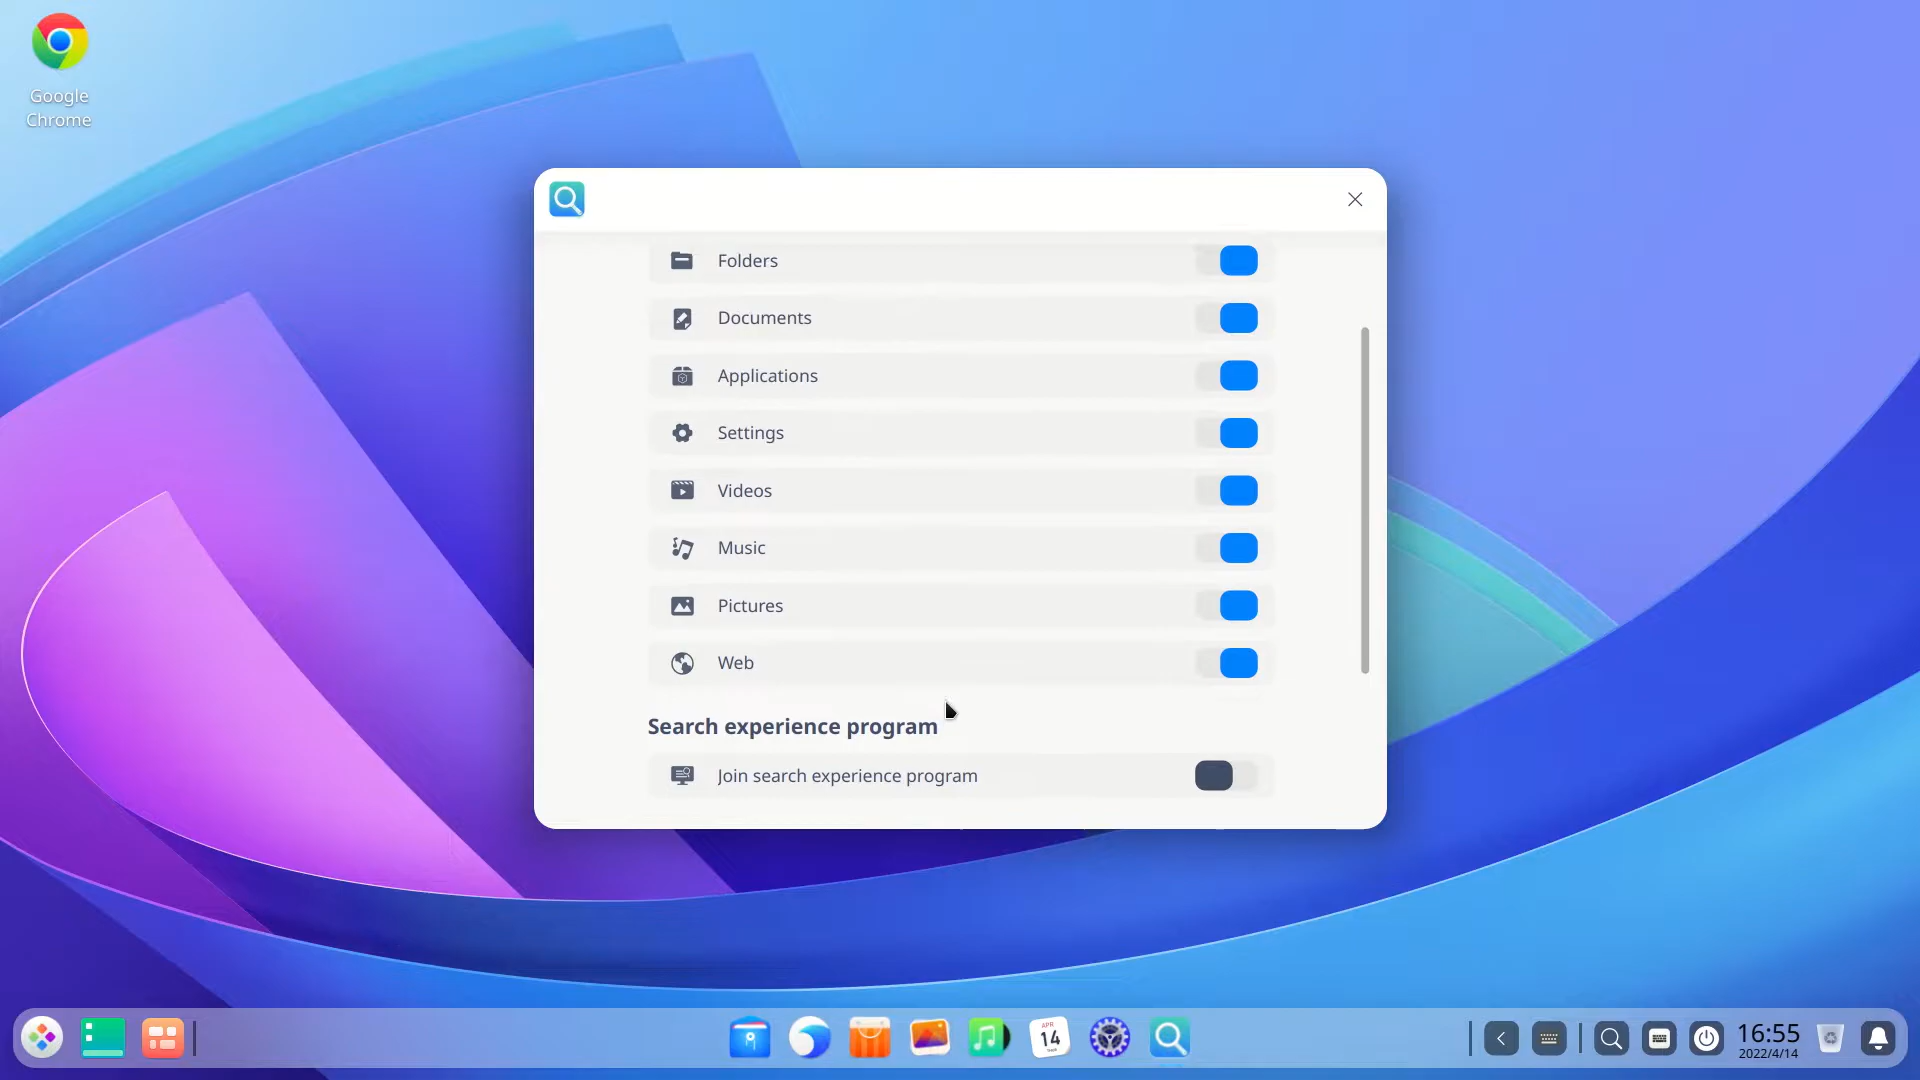 Google
Chrome
Folders
Documents
Applications
Settings
Videos
Music
Pictures
Web
Search experience program
Join search experience program
APR
14
16:55
2022/4/14